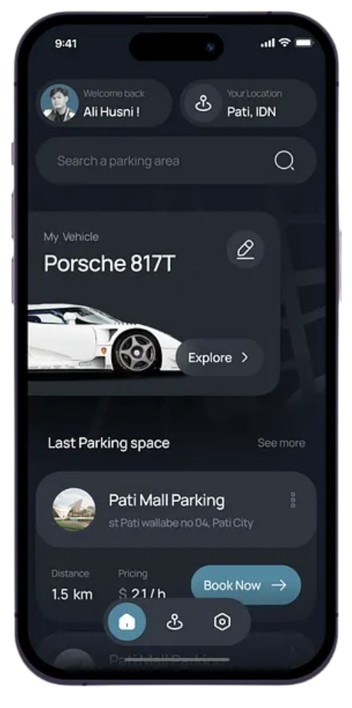 9:41
Welcome back
Ali Husni !
Your Location
Pati, IDN
Search a parking area
My Vehicle
Porsche 817T
Explore
Last Parking space
See more
Pati Mall Parking
st Pati wallabe no 04, Pati City
Distance
Pricing
1.5 km
$ 21/h
Book Now
Pati Mall Parking